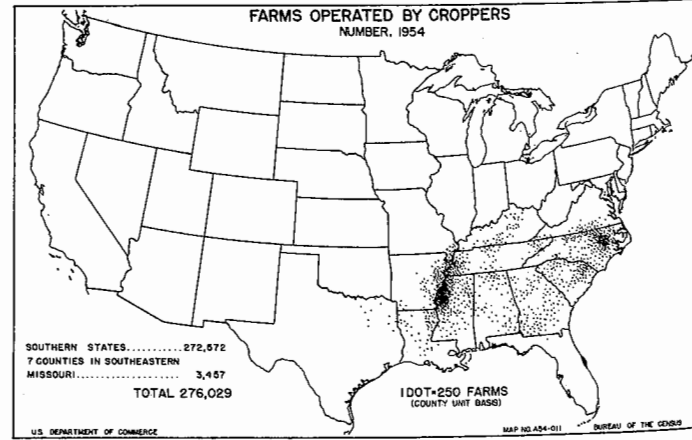 FARMS OPERATED BY CROPPERS
NUMBER, 1954
SOUTHERN STATES...........272,572
7 COUNTIES IN SOUTHEASTERN
MISSOURI.................... 3,457
TOTAL 276,029
1 DOT=250 FARMS
(COUNTY UNIT BASIS)
U.S. DEPARTMENT OF COMMERCE
MAP NO. A54-011
BUREAU OF THE CENSUS